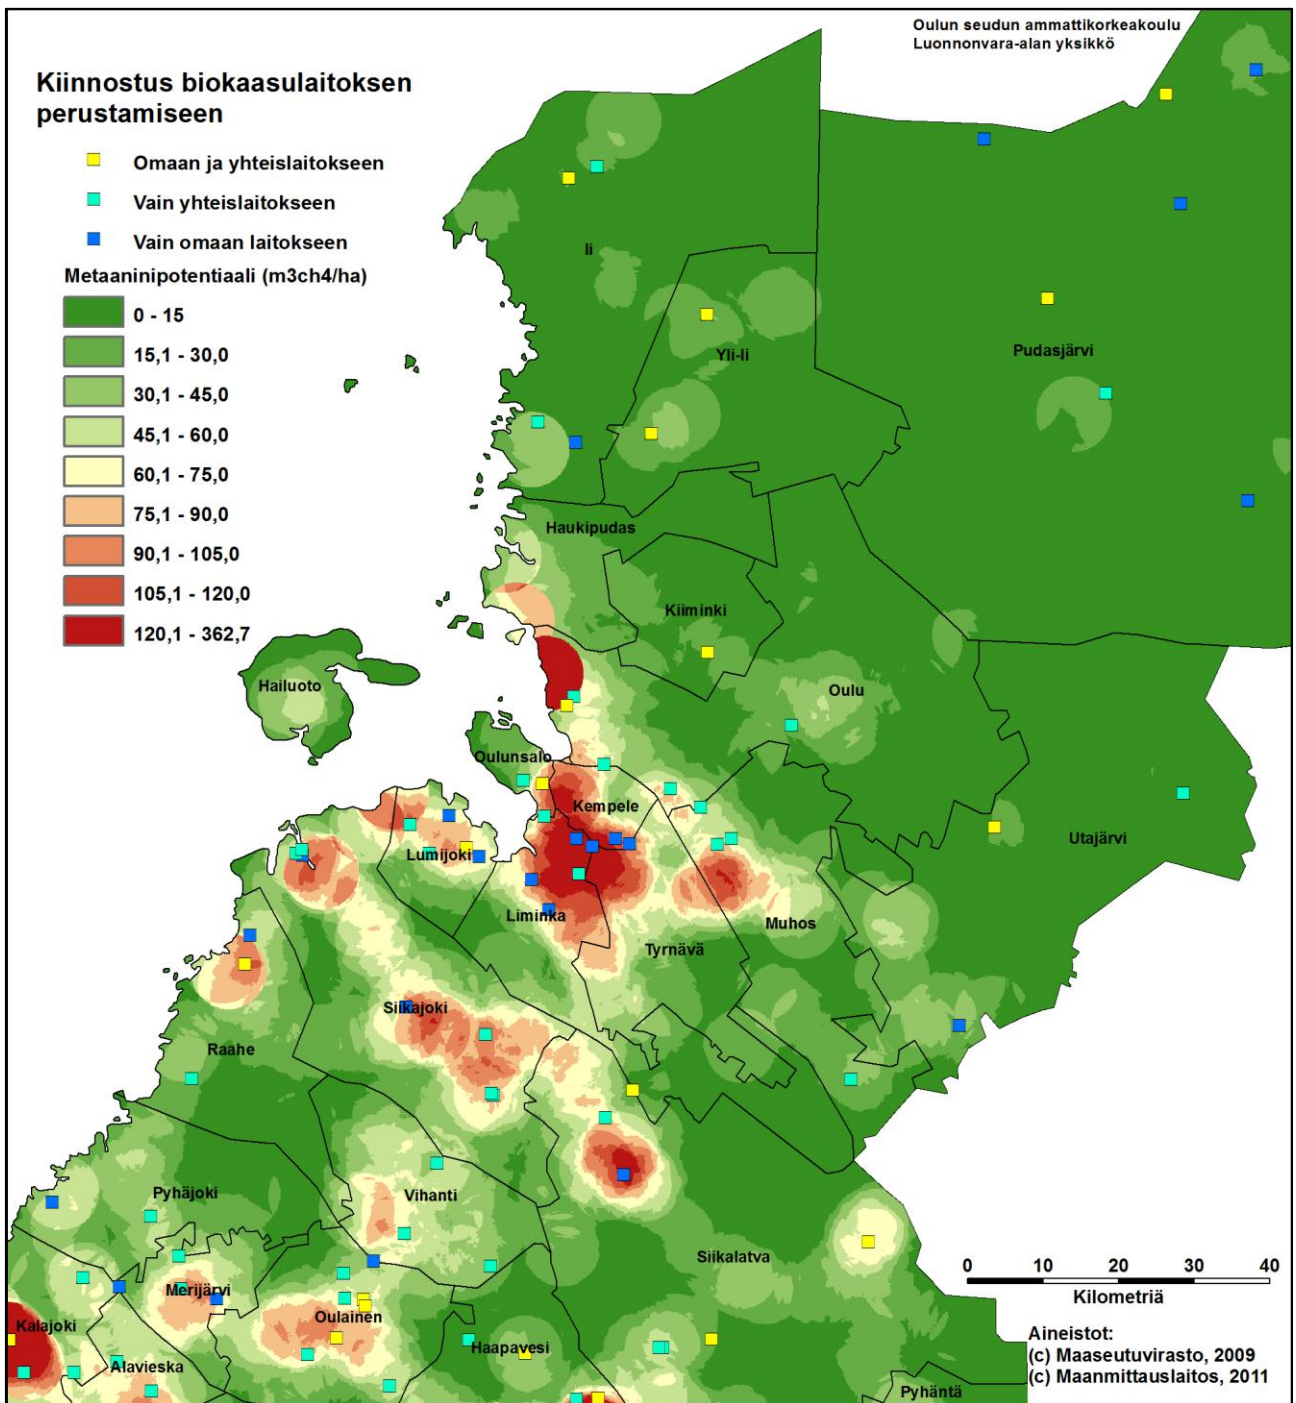 Oulun seudun ammattikorkeakoulu
Luonnonvara-alan yksikkö
Kiinnostus biokaasulaitoksen
perustamiseen
Omaan ja yhteislaitokseen
Vain yhteislaitokseen
Vain omaan laitokseen
Metaaninipotentiaali (m3ch4/ha)
0 - 15
15,1 - 30,0
30,1 - 45,0
45,1 - 60,0
60,1 - 75,0
75,1 - 90,0
90,1 - 105,0
105,1 - 120,0
120,1 - 362,7
Ii
Yli-Ii
Pudasjärvi
Haukipudas
Kiiminki
Hailuoto
Oulu
Oulunsalo
Kempele
Utajärvi
Lumijoki
Liminka
Muhos
Tyrnävä
Siikajoki
Raahe
Pyhäjoki
Vihanti
Siikalatva
Merijärvi
Oulainen
Kalajoki
Haapavesi
Alavieska
Pyhäntä
0 10 20 30 40
Kilometriä
Aineistot:
(c) Maaseutuvirasto, 2009
(c) Maanmittauslaitos, 2011